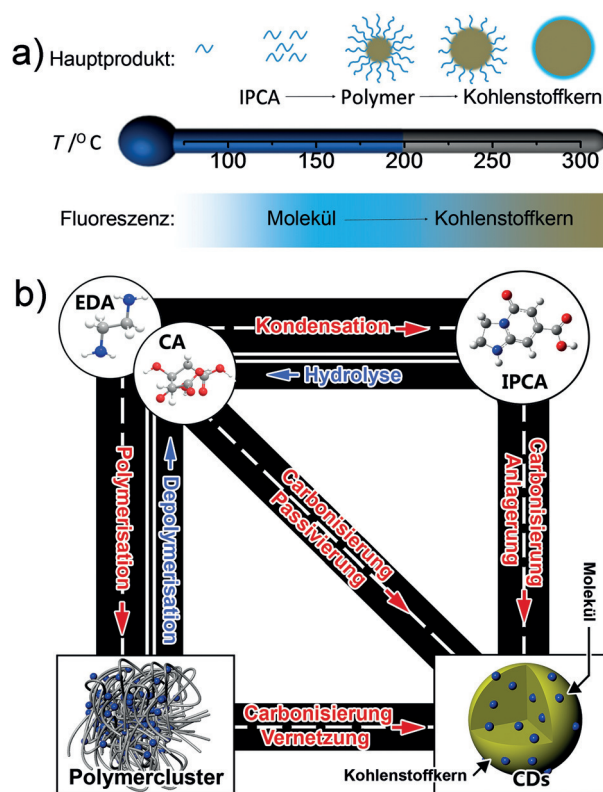 a)
Hauptprodukt:
IPCA → Polymer → Kohlenstoffkern
T /° C
100 150 200 250 300
Fluoreszenz: Molekül → Kohlenstoffkern
b)
EDA
CA
IPCA
Kondensation
Hydrolyse
Polymerisation
Depolymerisation
Carbonisierung
Passivierung
Carbonisierung
Anlagerung
Molekül
Carbonisierung
Vernetzung
Polymercluster
Kohlenstoffkern
CDs